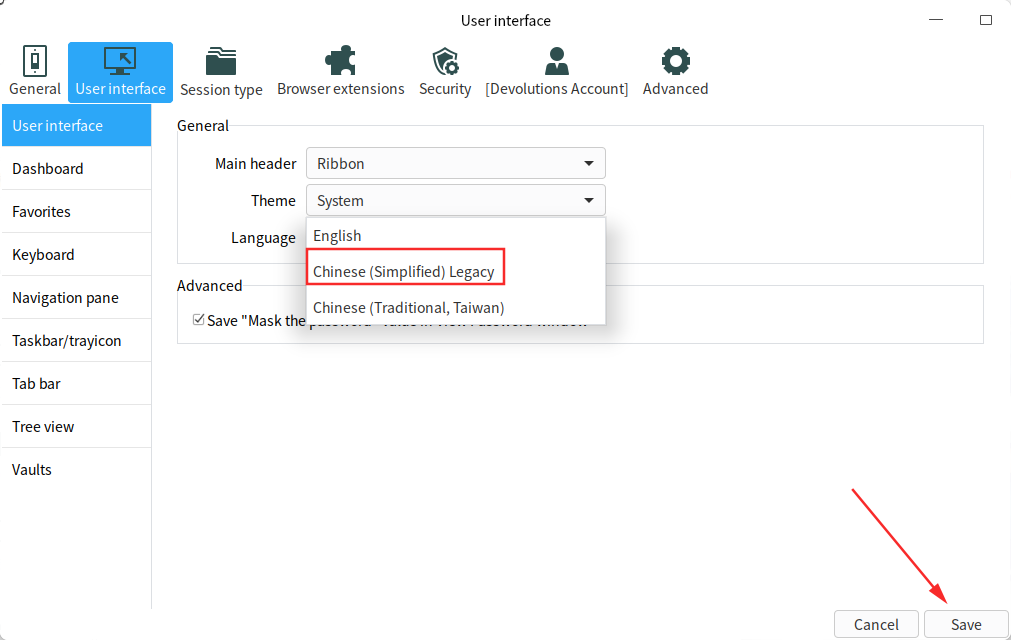 User interface
General
User interface
Session type
Browser extensions
Security
[Devolutions Account]
Advanced
User interface
Dashboard
Favorites
Keyboard
Navigation pane
Taskbar/trayicon
Tab bar
Tree view
Vaults
General
Main header Ribbon
Theme System
Language
English
Chinese (Simplified) Legacy
Chinese (Traditional, Taiwan)
Advanced
Save "Mask the
Cancel
Save